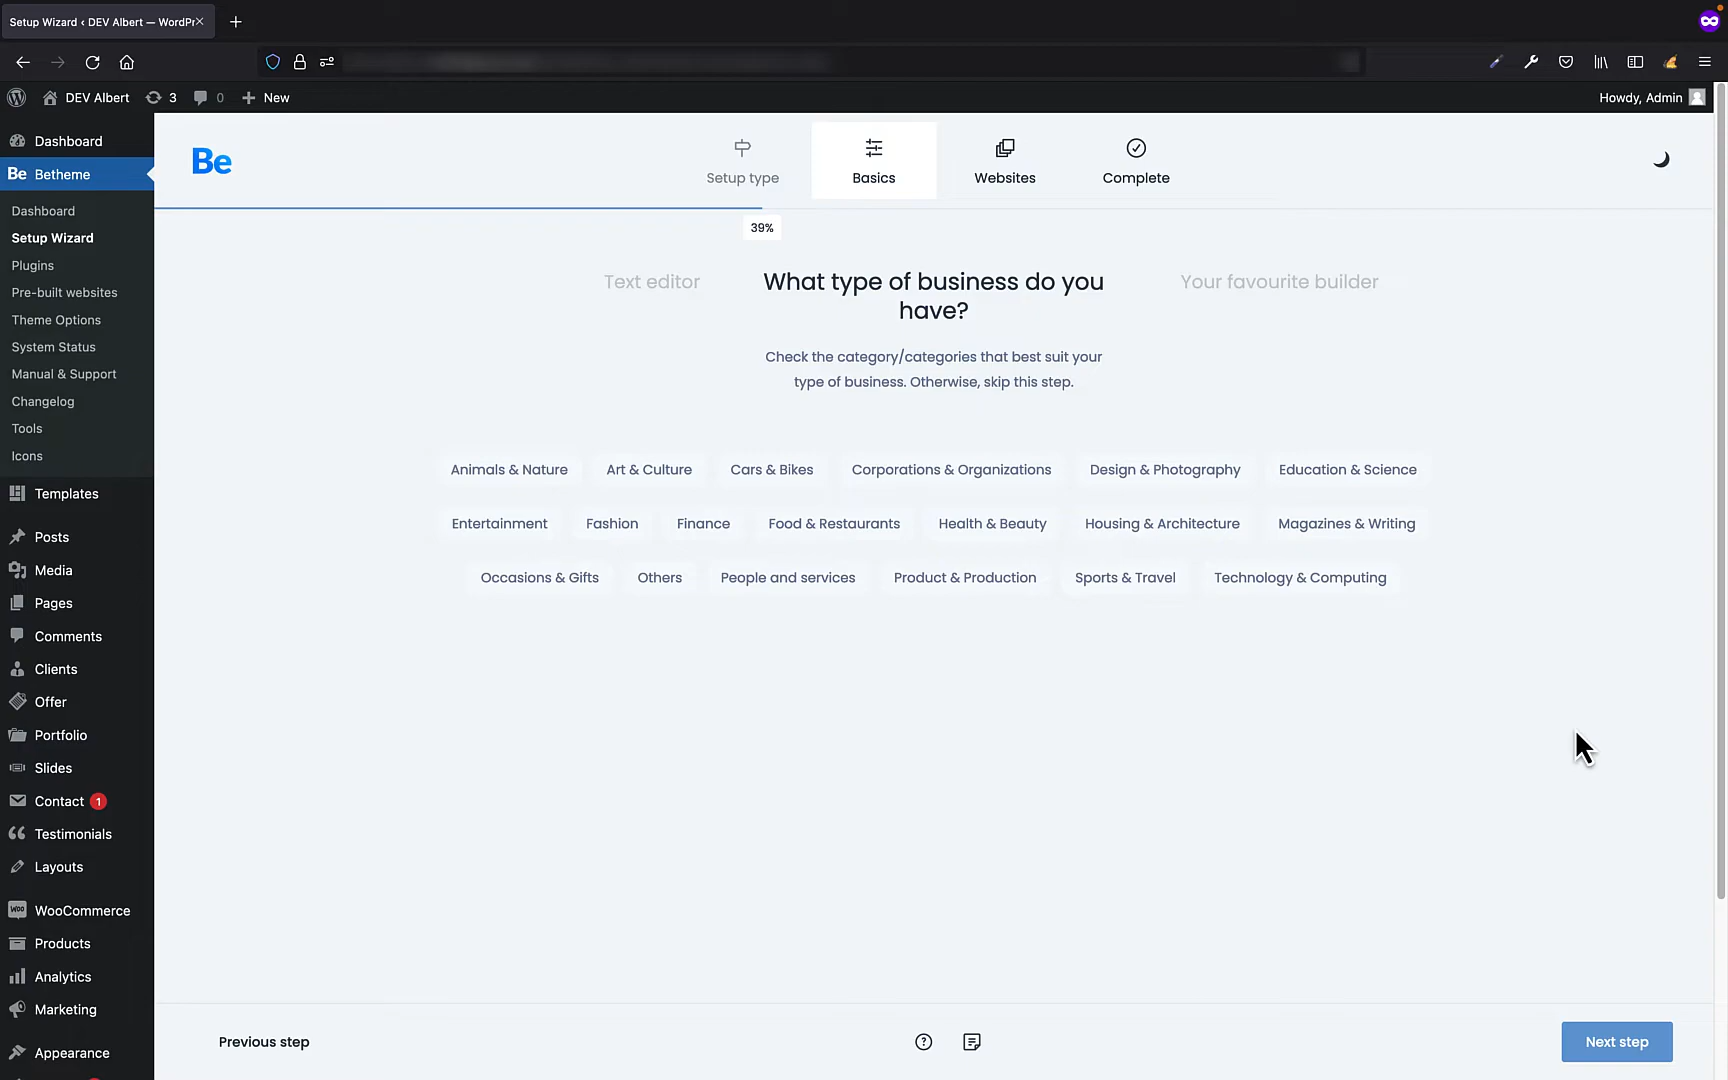 Setup Wizard ‹ DEV Albert — WordPr
DEV Albert
3
0
New
Howdy, Admin
Dashboard
Be Betheme
Dashboard
Setup Wizard
Plugins
Pre-built websites
Theme Options
System Status
Manual & Support
Changelog
Tools
Icons
Templates
Posts
Media
Pages
Comments
Clients
Offer
Portfolio
Slides
Contact 1
Testimonials
Layouts
WooCommerce
Products
Analytics
Marketing
Appearance
Be
Setup type
Basics
Websites
Complete
39%
Text editor
What type of business do you
have?
Your favourite builder
Check the category/categories that best suit your
type of business. Otherwise, skip this step.
Animals & Nature Art & Culture Cars & Bikes Corporations & Organizations Design & Photography Education & Science
Entertainment Fashion Finance Food & Restaurants Health & Beauty Housing & Architecture Magazines & Writing
Occasions & Gifts Others People and services Product & Production Sports & Travel Technology & Computing
Previous step
Next step